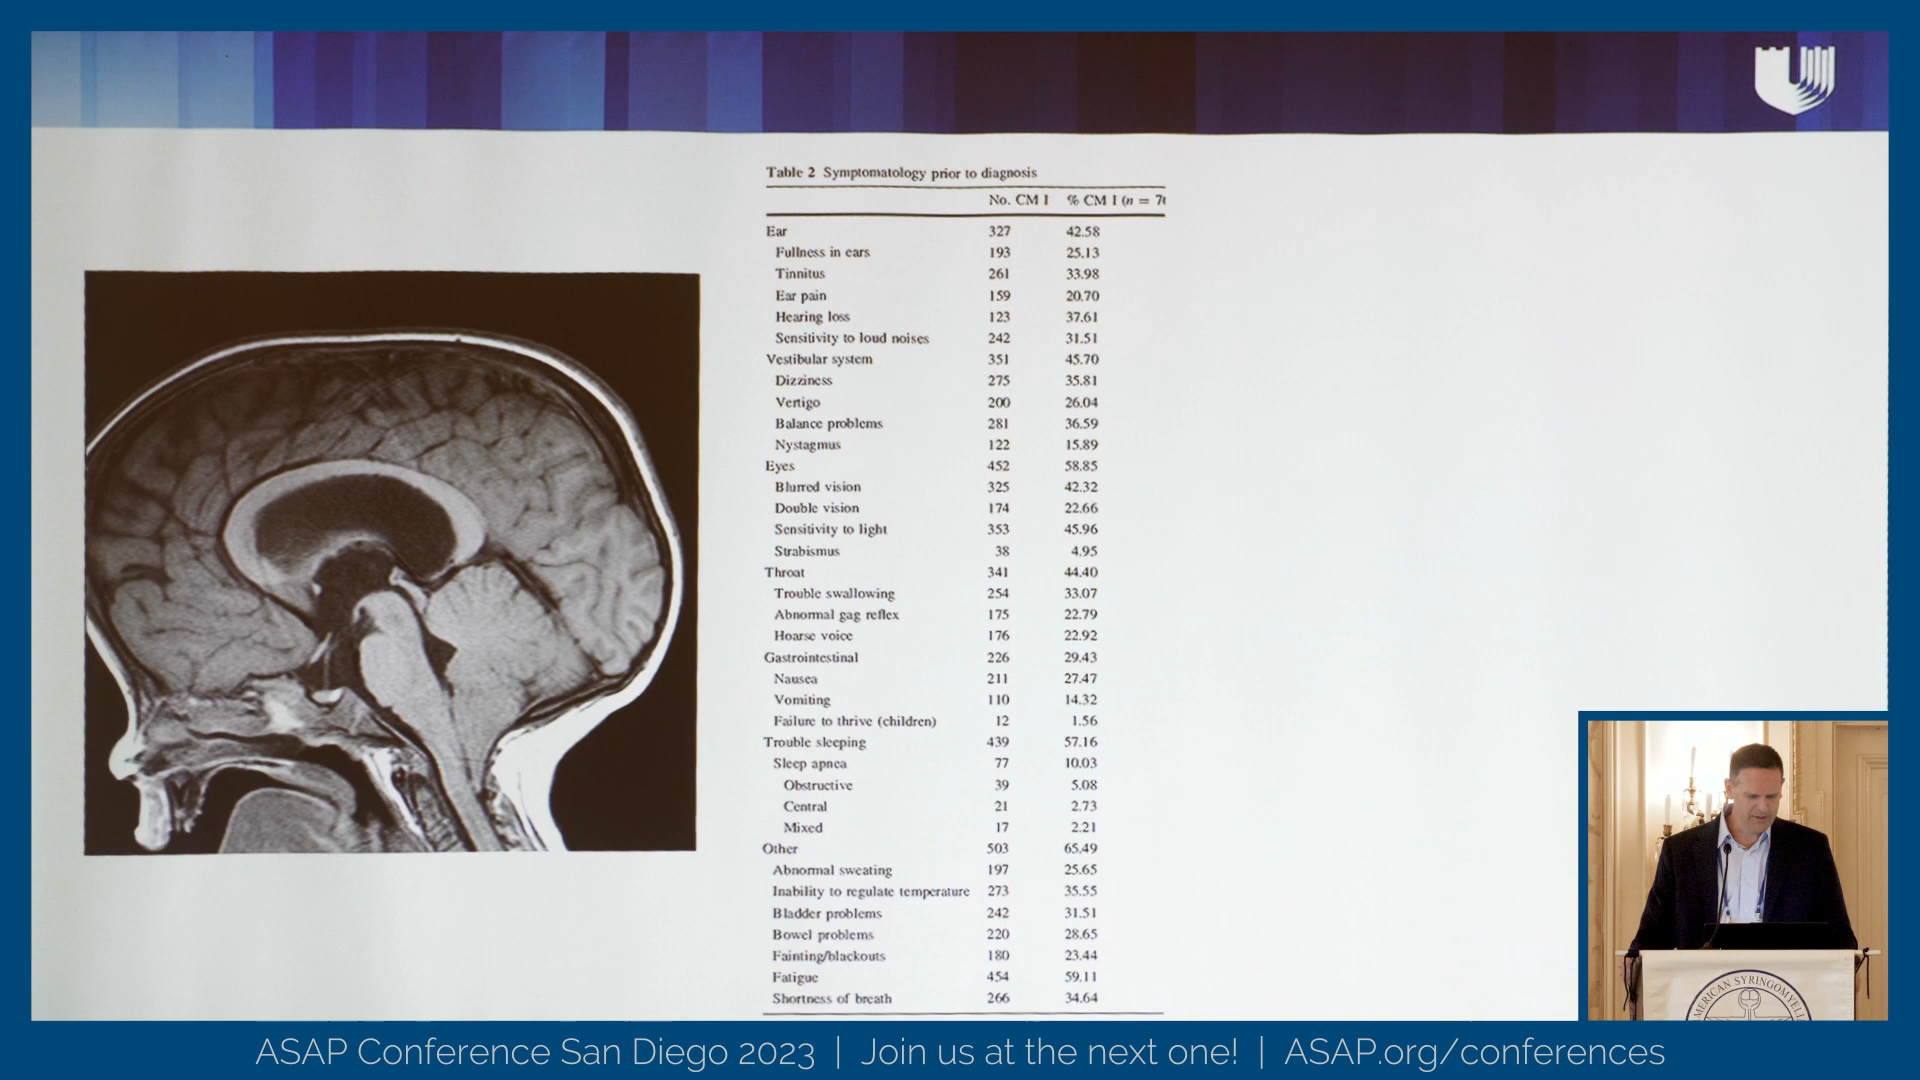 Table 2 Symptomatology prior to diagnosis
No. CM I % CM I (n = 7
Ear 327 42.58
Fullness in ears 193 25.13
Tinnitus 261 33.98
Ear pain 159 20.70
Hearing loss 123 37.61
Sensitivity to loud noises 242 31.51
Vestibular system 351 45.70
Dizziness 275 35.81
Vertigo 200 26.04
Balance problems 281 36.59
Nystagmus 122 15.89
Eyes 452 58.85
Blurred vision 325 42.32
Double vision 174 22.66
Sensitivity to light 353 45.96
Strabismus 38 4.95
Throat 341 44.40
Trouble swallowing 254 33.07
Abnormal gag reflex 175 22.79
Hoarse voice 176 22.92
Gastrointestinal 226 29.43
Nausea 211 27.47
Vomiting 110 14.32
Failure to thrive (children) 12 1.56
Trouble sleeping 439 57.16
Sleep apnea 77 10.03
Obstructive 39 5.08
Central 21 2.73
Mixed 17 2.21
Other 503 65.49
Abnormal sweating 197 25.65
Inability to regulate temperature 273 35.55
Bladder problems 242 31.51
Bowel problems 220 28.65
Fainting/blackouts 180 23.44
Fatigue 454 59.11
Shortness of breath 266 34.64
MERICAN SYRINGOMYELI
ASAP Conference San Diego 2023 | Join us at the next one! | ASAP.org/conferences